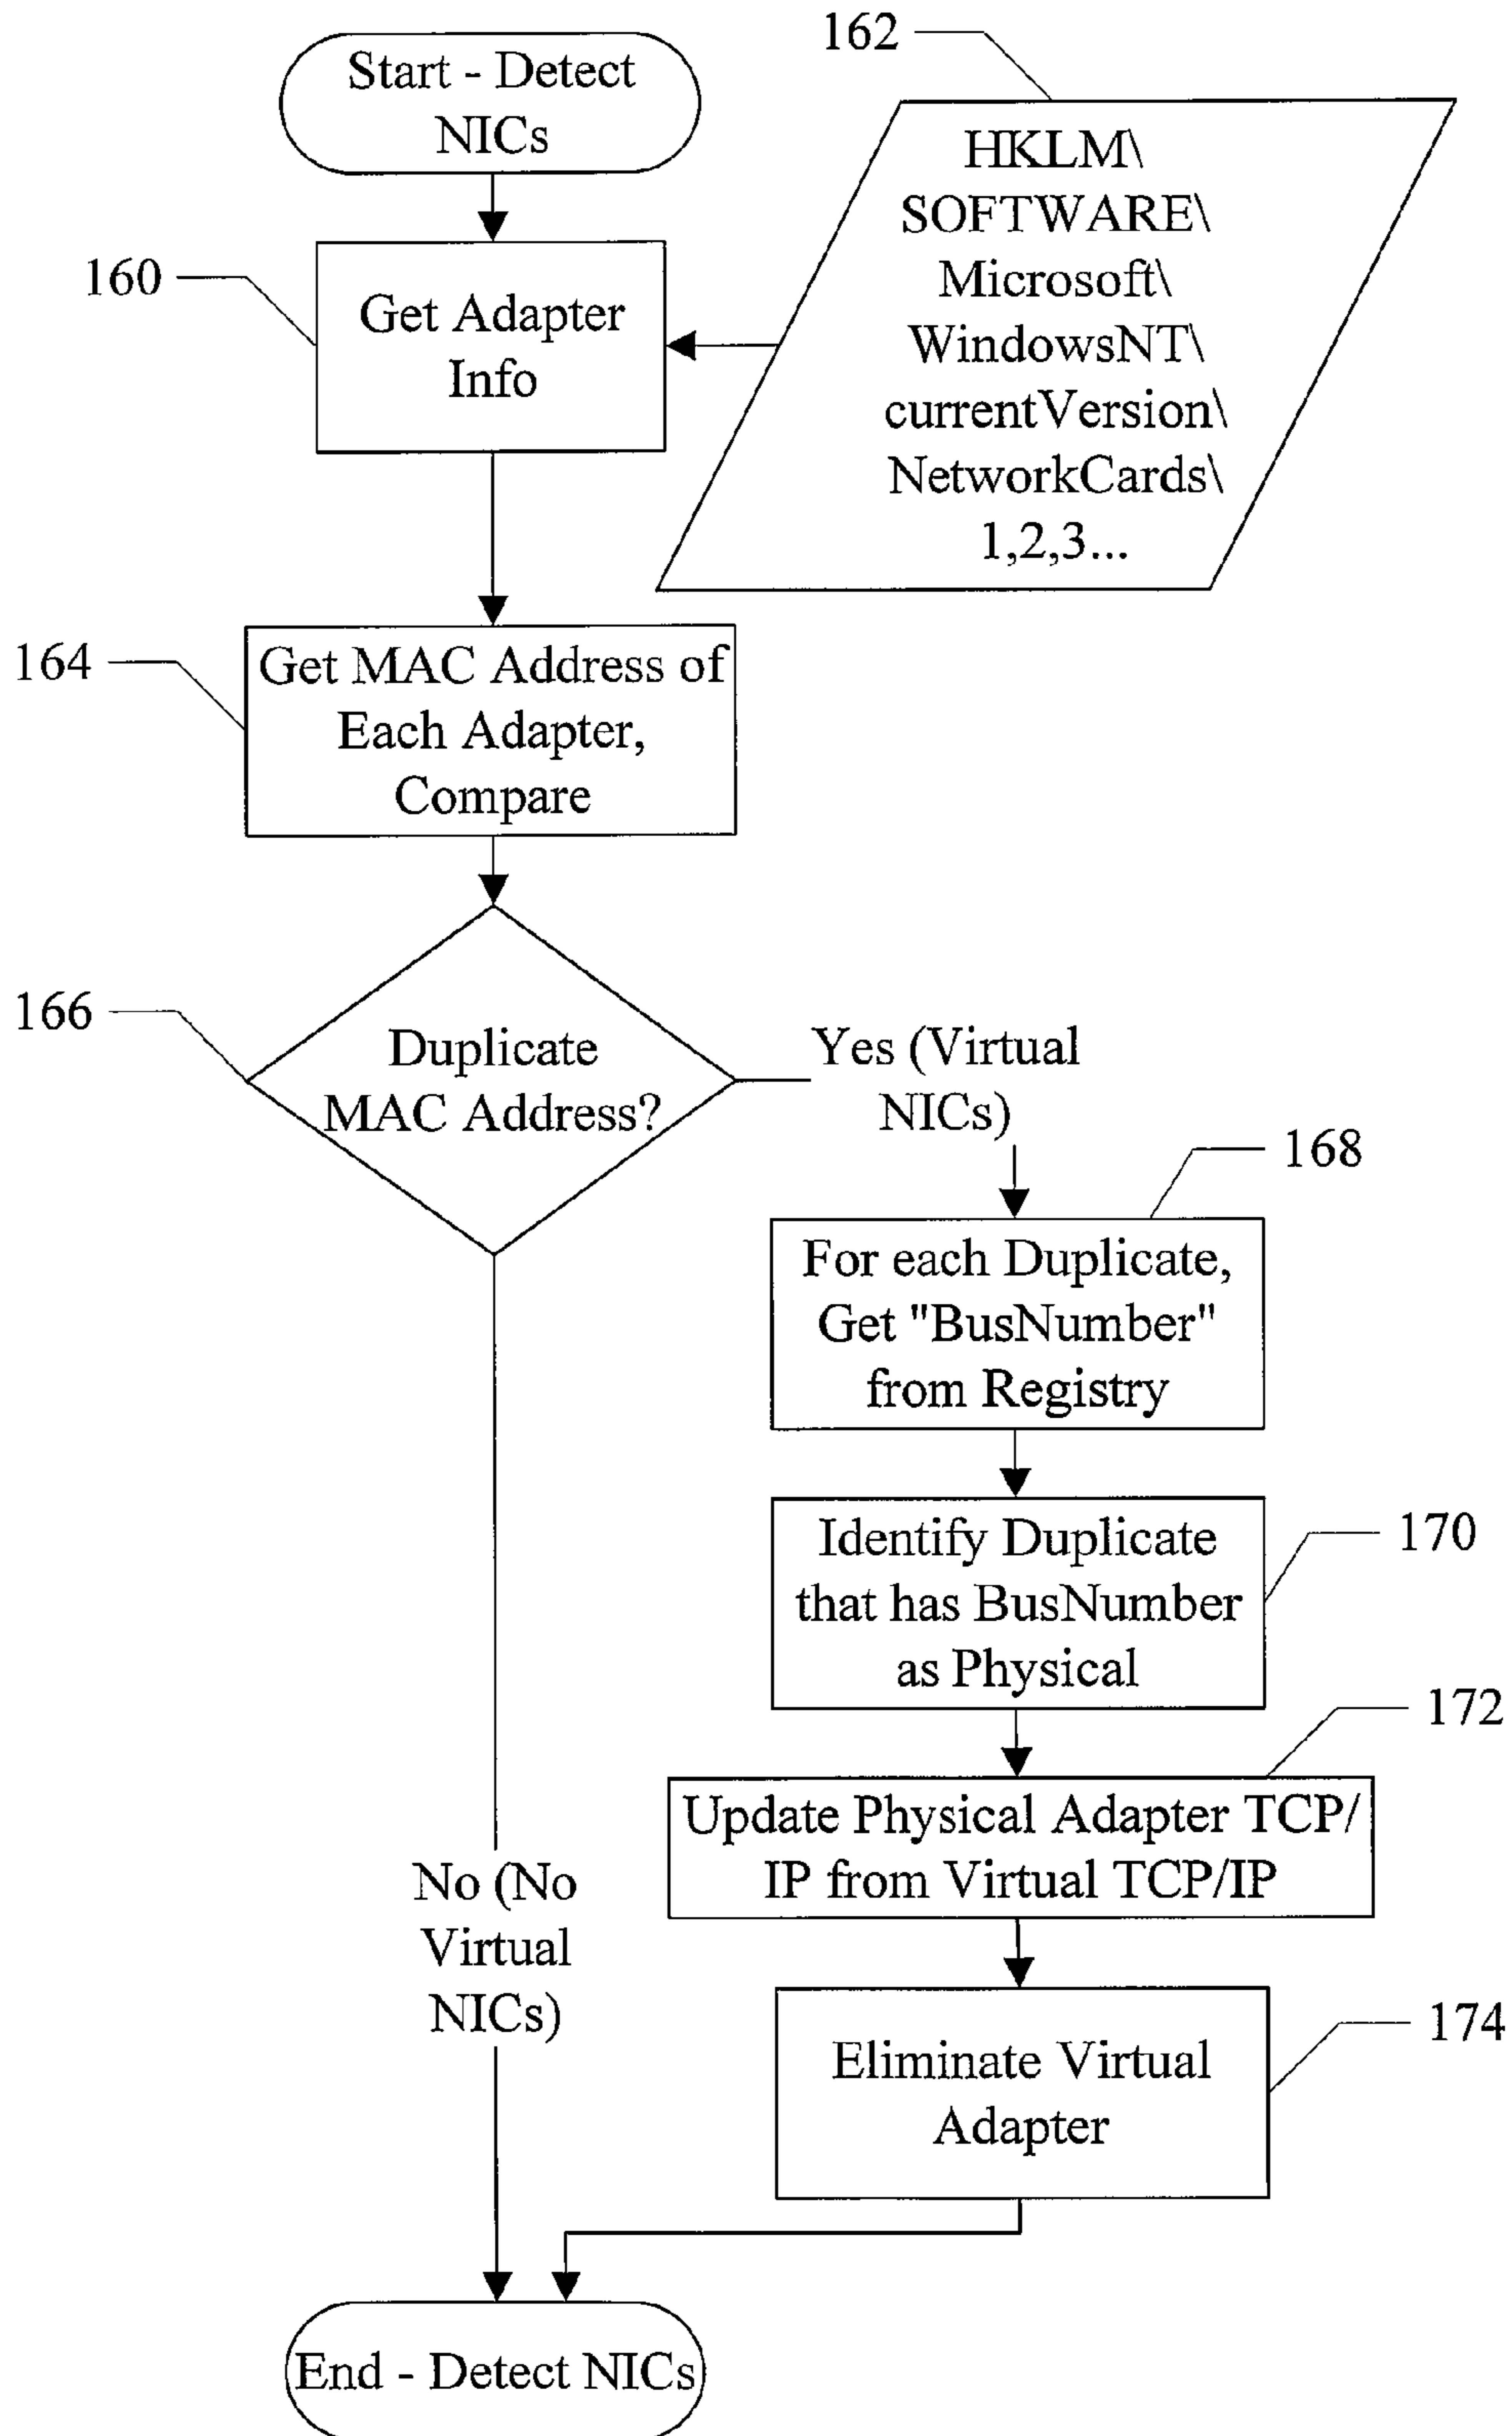 162
Start - Detect
NICs
HKLM\
SOFTWARE\
Microsoft\
WindowsNT\
currentVersion\
NetworkCards\
1,2,3...
160
Get Adapter
Info
164
Get MAC Address of
Each Adapter,
Compare
166
Duplicate
MAC Address?
Yes (Virtual
NICs)
168
For each Duplicate,
Get "BusNumber"
from Registry
170
Identify Duplicate
that has BusNumber
as Physical
172
Update Physical Adapter TCP/
IP from Virtual TCP/IP
No (No
Virtual
NICs)
174
Eliminate Virtual
Adapter
End - Detect NICs